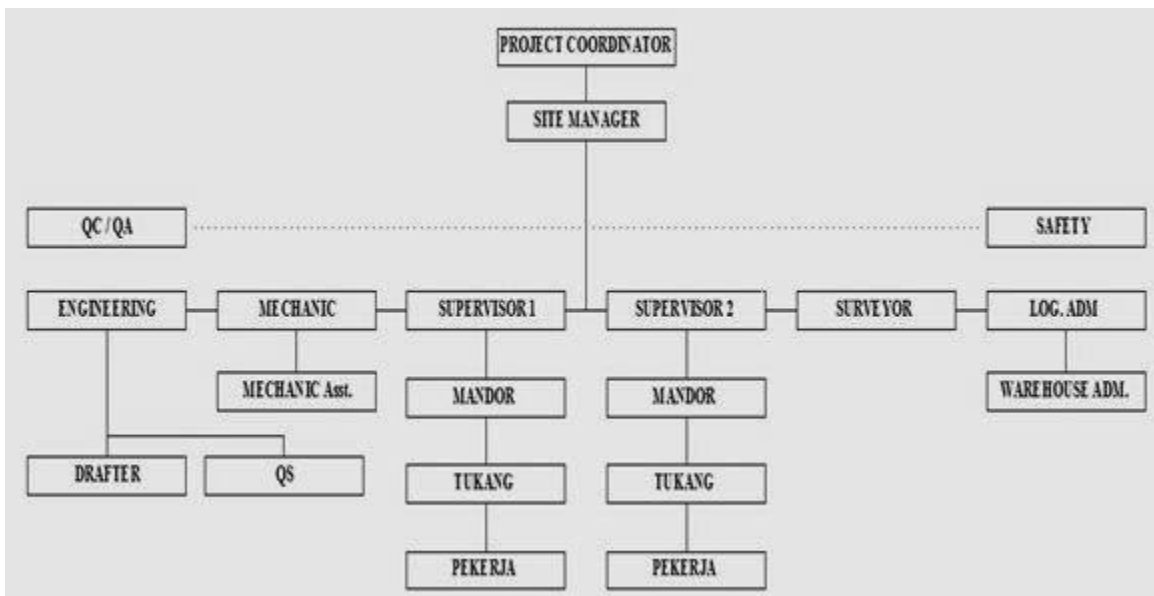 PROJECT COORDINATOR
SITE MANAGER
QC / QA
SAFETY
ENGINEERING
MECHANIC
SUPERVISOR 1
SUPERVISOR 2
SURVEYOR
LOG. ADM
MECHANIC Asst.
MANDOR
MANDOR
WAREHOUSE ADM.
DRAFTER
QS
TUKANG
TUKANG
PEKERJA
PEKERJA